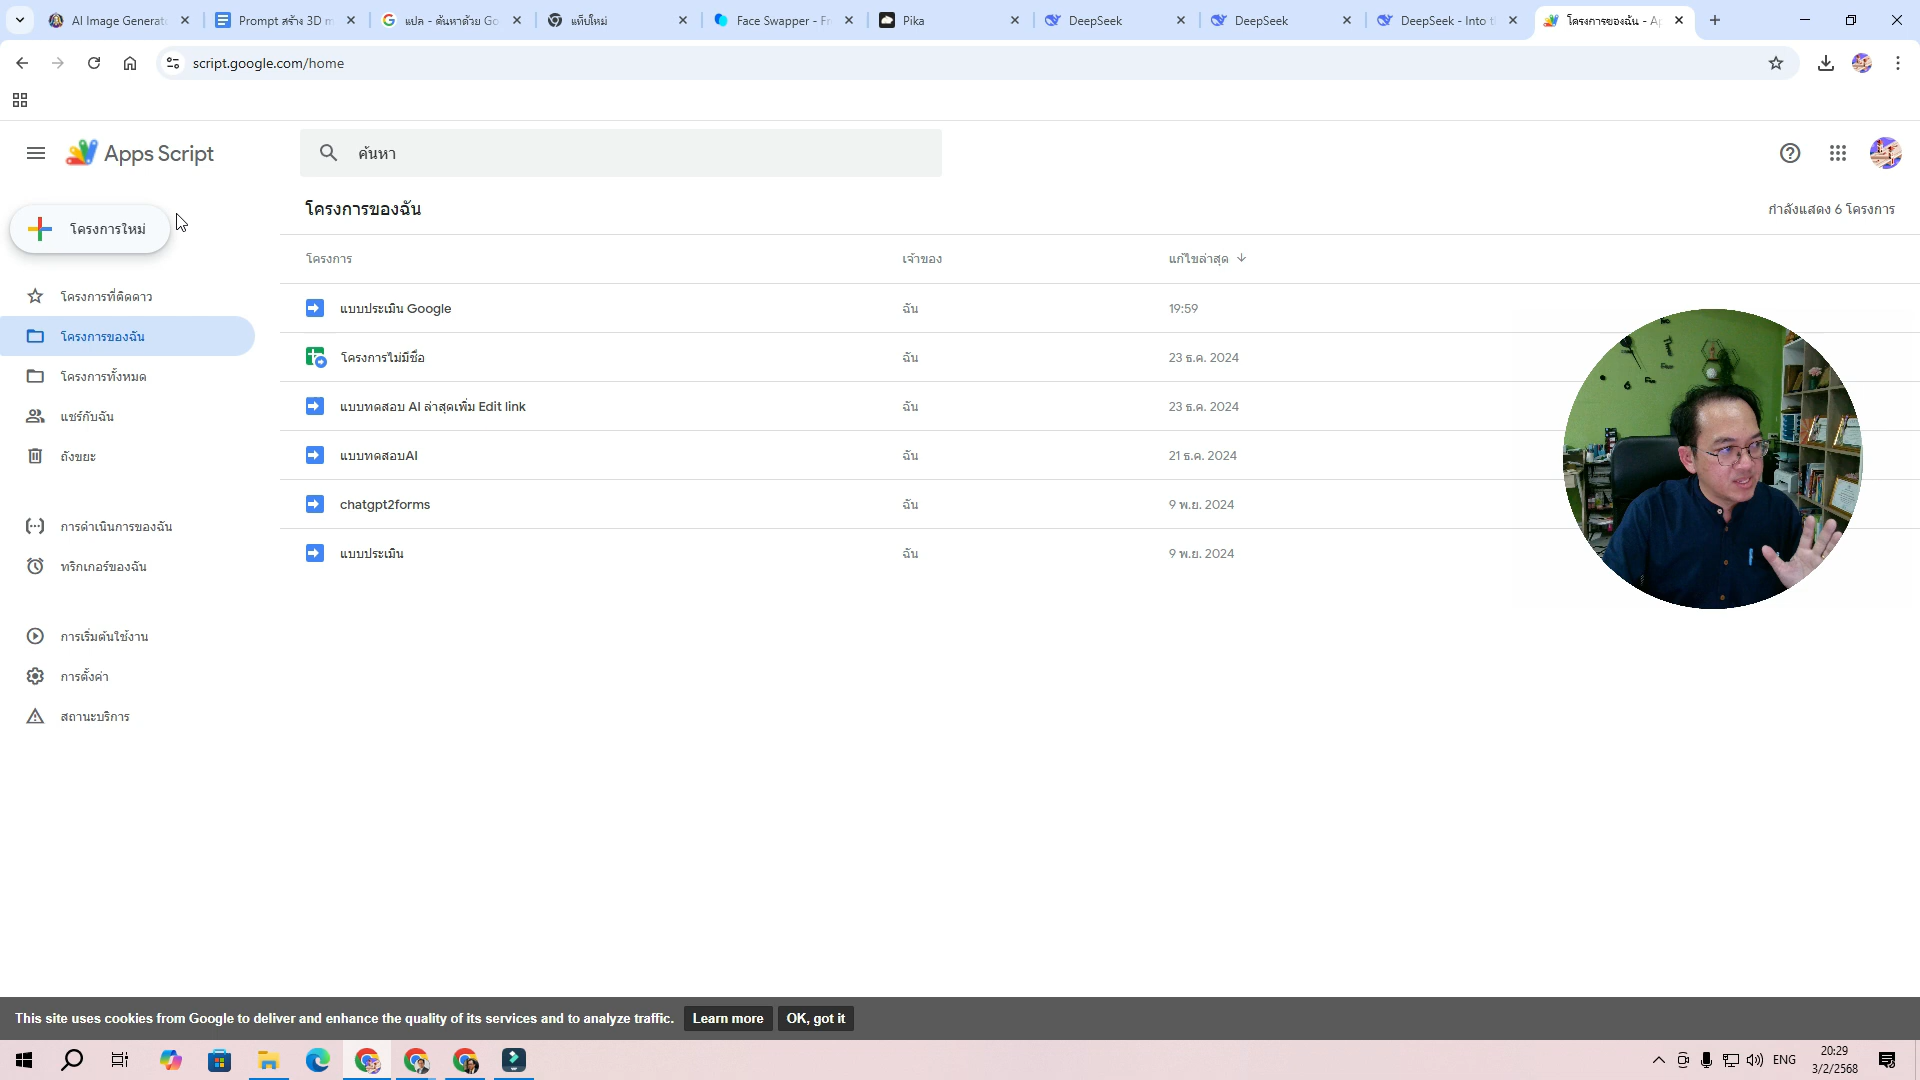 AI Image Generat
Prompt สร้าง 3D m
แปล - ค้นหาด้วย Go
แท็บใหม่
Face Swapper - Fr
Pika
DeepSeek
DeepSeek
DeepSeek - Into t
โครงการของฉัน - Ap
script.google.com/home
Apps Script
ค้นหา
โครงการใหม่
โครงการของฉัน
กำลังแสดง 6 โครงการ
โครงการ
เจ้าของ
แก้ไขล่าสุด
โครงการที่ติดดาว
แบบประเมิน Google
ฉัน
19:59
โครงการของฉัน
โครงการไม่มีชื่อ
ฉัน
23 ธ.ค. 2024
โครงการทั้งหมด
แบบทดสอบ AI ล่าสุดเพิ่ม Edit link
ฉัน
23 ธ.ค. 2024
แชร์กับฉัน
ถังขยะ
แบบทดสอบAI
ฉัน
21 ธ.ค. 2024
chatgpt2forms
ฉัน
9 พ.ย. 2024
การดำเนินการของฉัน
แบบประเมิน
ฉัน
9 พ.ย. 2024
ทริกเกอร์ของฉัน
การเริ่มต้นใช้งาน
การตั้งค่า
สถานะบริการ
This site uses cookies from Google to deliver and enhance the quality of its services and to analyze traffic.
Learn more
OK, got it
ENG
20:29
3/2/2568